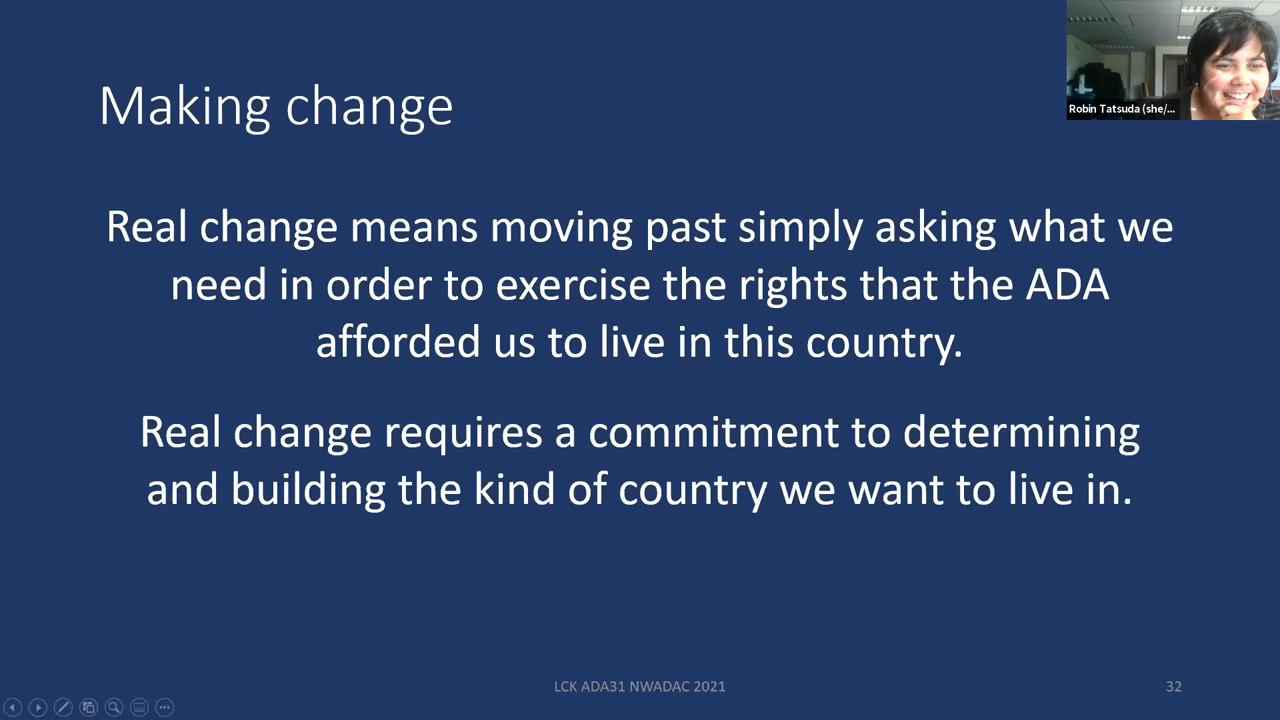 Making change
Robin Tatsuda (she/...
Real change means moving past simply asking what we
need in order to exercise the rights that the ADA
afforded us to live in this country.
Real change requires a commitment to determining
and building the kind of country we want to live in.
LCK ADA31 NWADAC 2021
32